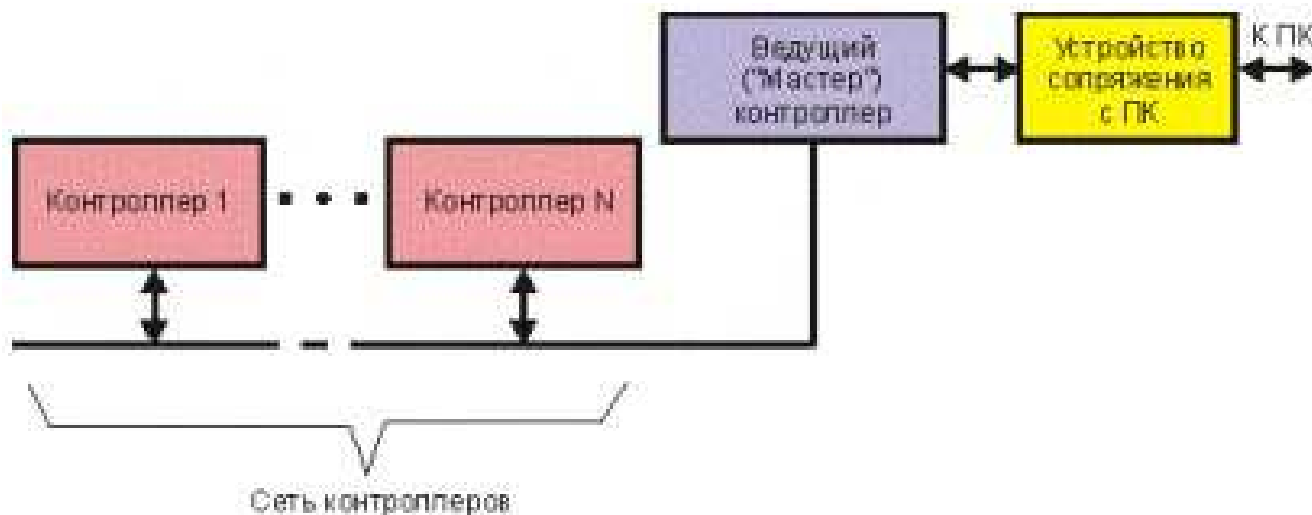 Ведущий
("Мастер")
контроллер
Устройство
сопряжения
с ПК
К ПК
Контроллер 1
Контроллер N
Сеть контроллеров